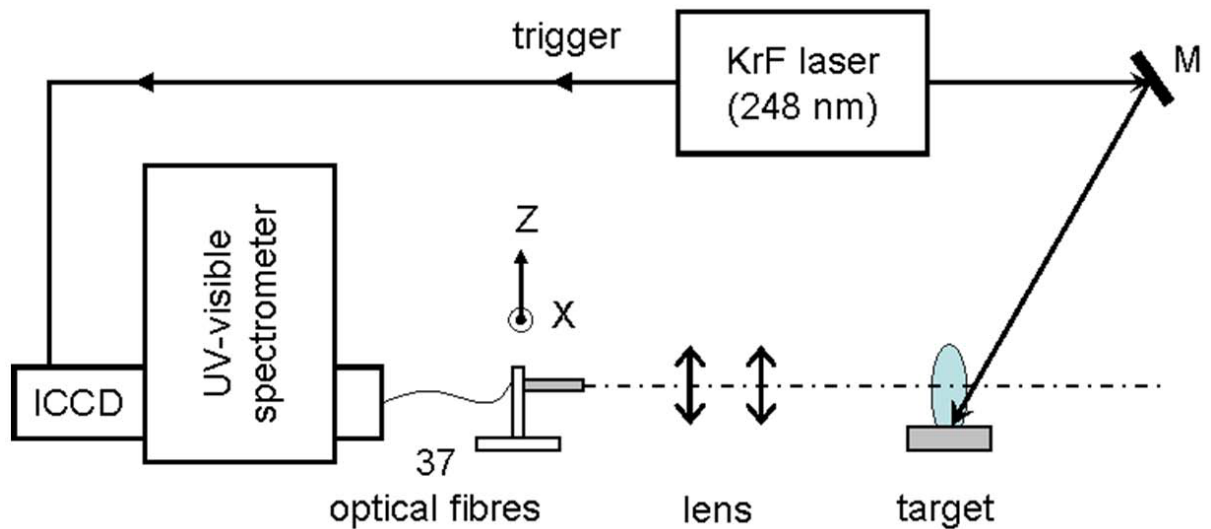 trigger
KrF laser
(248 nm)
M
UV-visible
spectrometer
Z
X
ICCD
37
optical fibres
lens
target